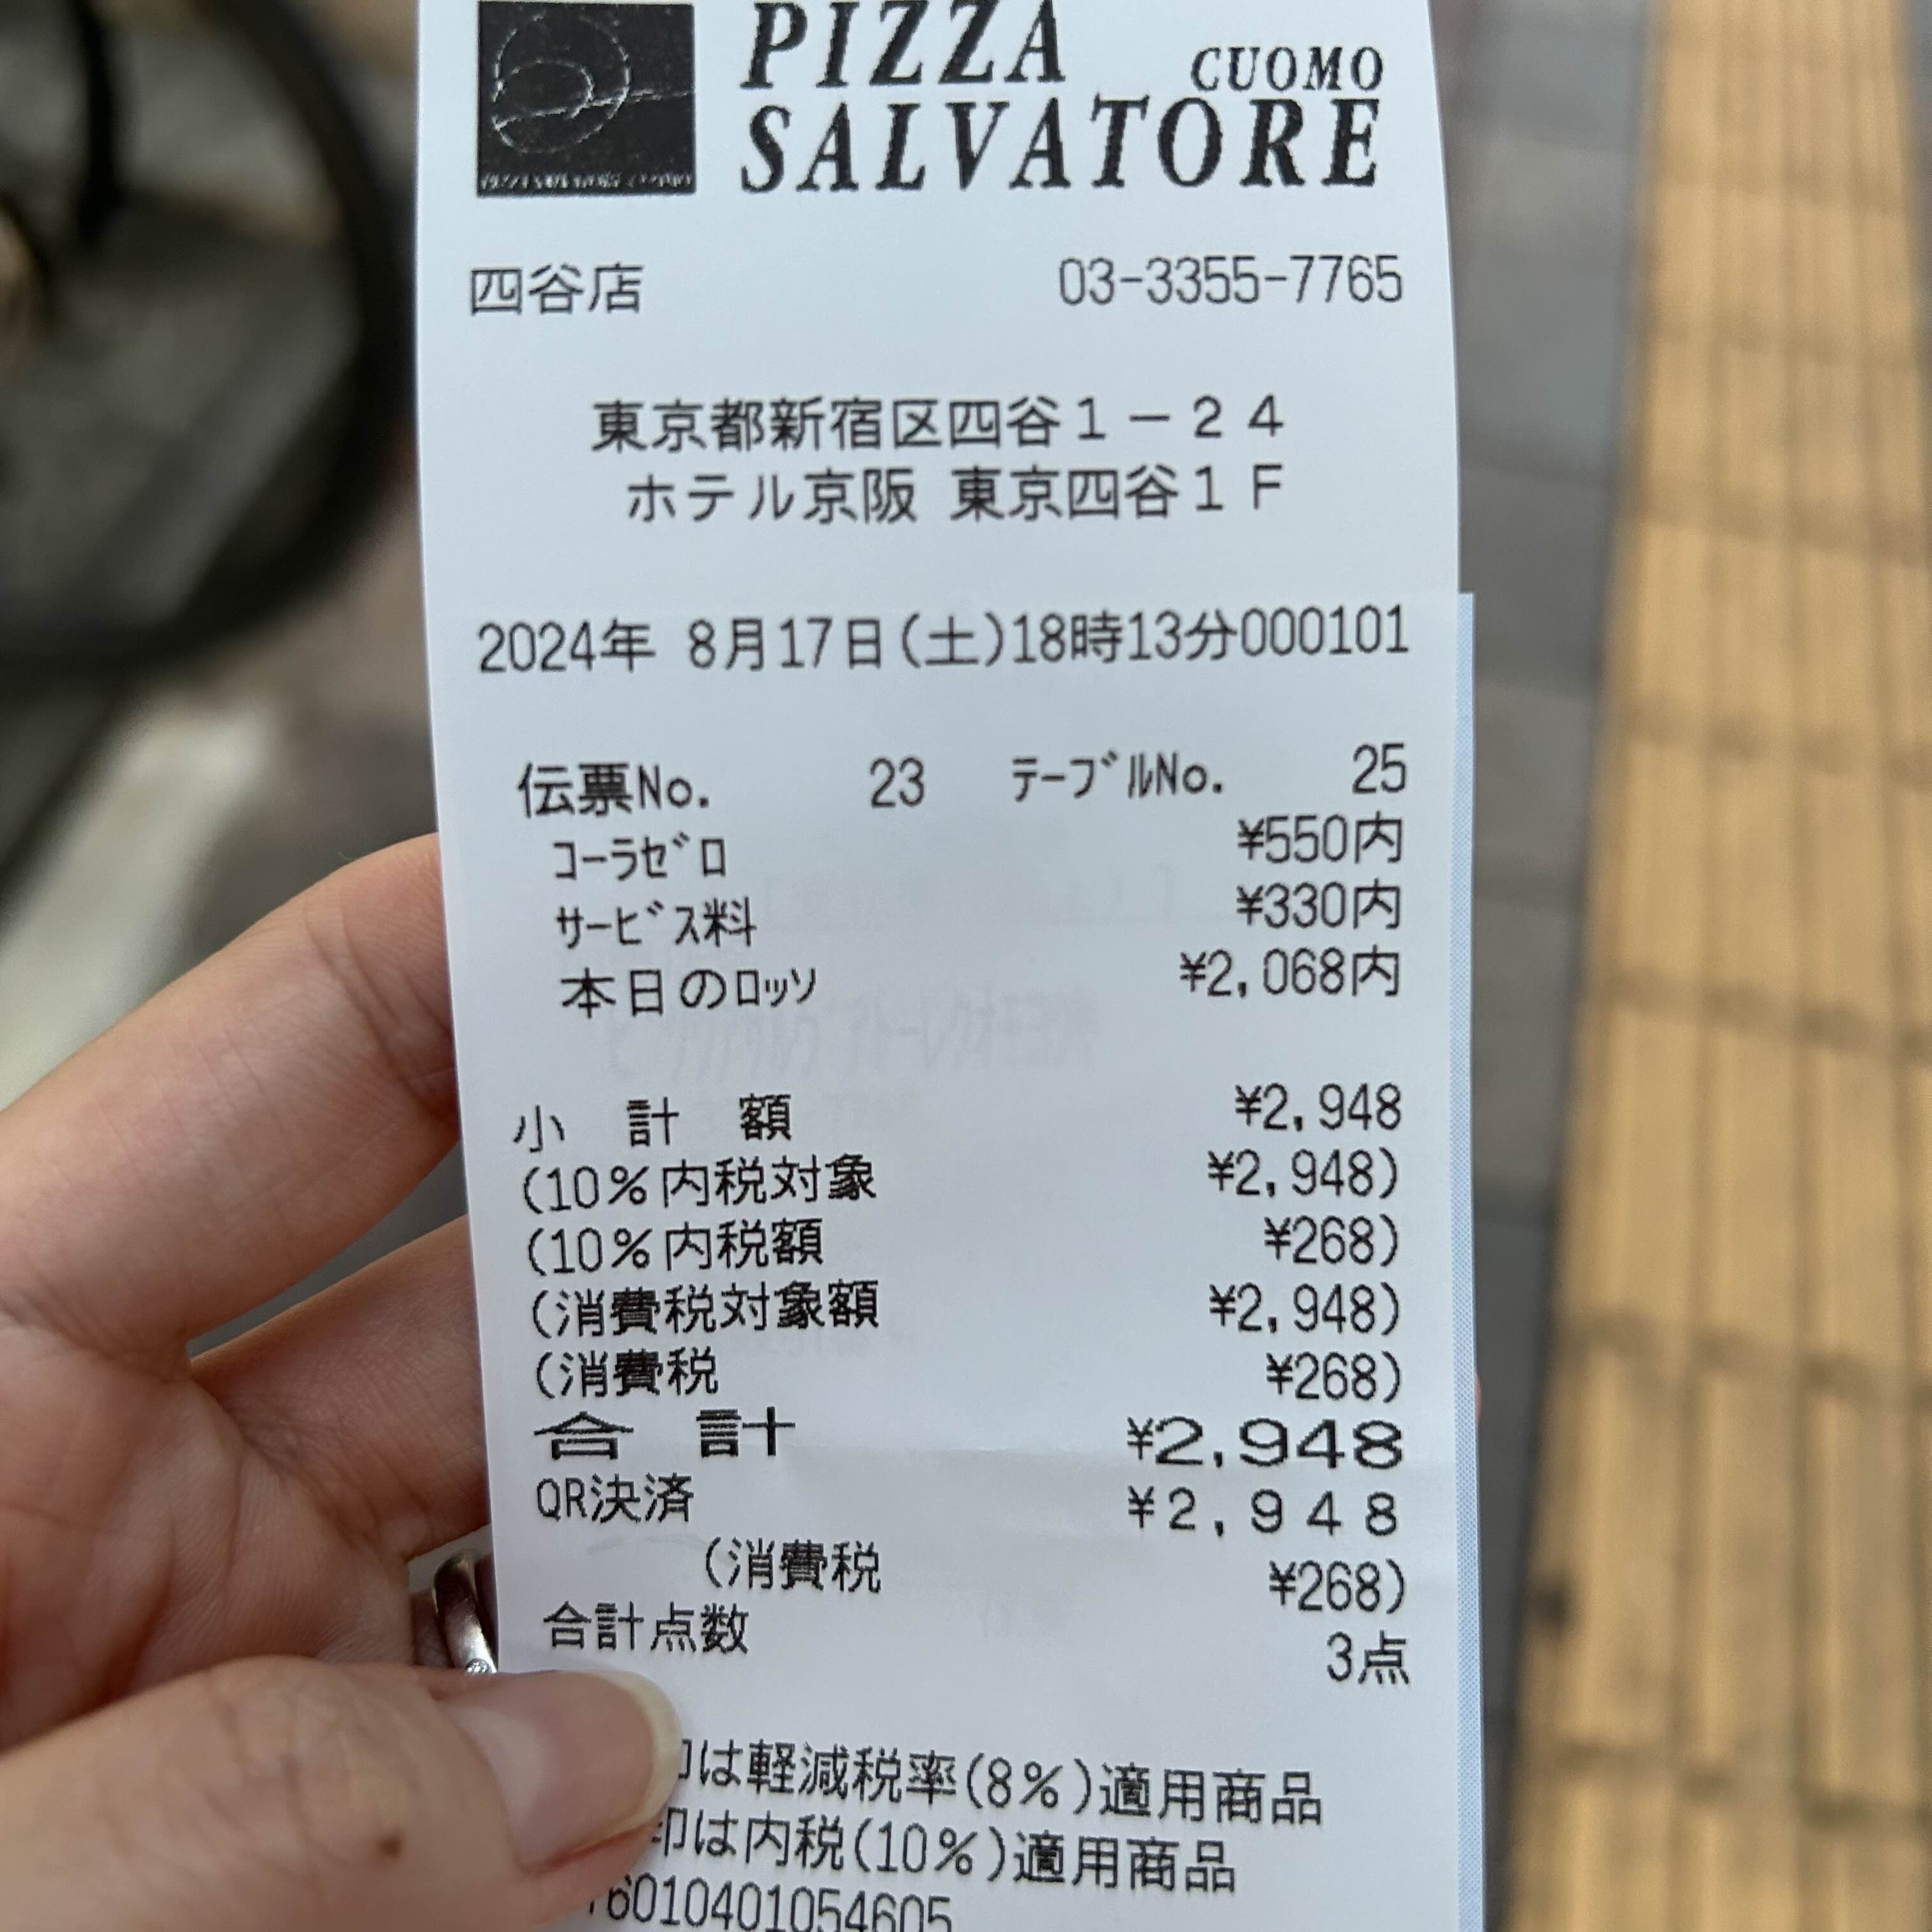 PIZZA CUOMO
SALVATORE
四谷店 03-3355-7765
東京都新宿区四谷1-24
ホテル京阪 東京四谷1F
2024年 8月17日(土)18時13分000101
伝票No. 23 ﾃｰﾌﾞﾙNo. 25
ｺｰﾗｾﾞﾛ ¥550内
ｻｰﾋﾞｽ料 ¥330内
本日のﾛｯｿ ¥2,068内
小 計 額 ¥2,948
(10%内税対象 ¥2,948)
(10%内税額 ¥268)
(消費税対象額 ¥2,948)
(消費税 ¥268)
合 計 ¥2,948
QR決済 ¥2,948
(消費税 ¥268)
合計点数 3点
印は軽減税率(8%)適用商品
印は内税(10%)適用商品
6010401054605